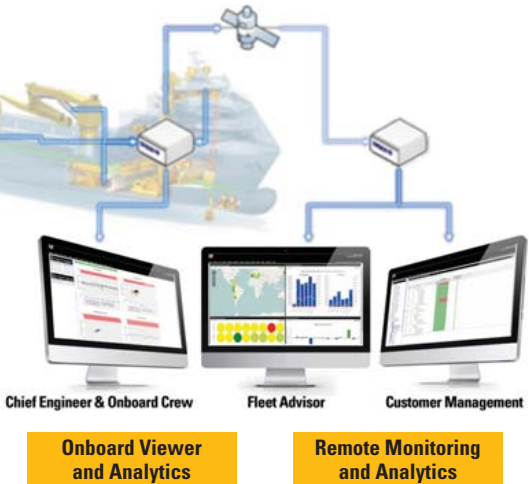 Chief Engineer & Onboard Crew
Fleet Advisor
Customer Management
Onboard Viewer
and Analytics
Remote Monitoring
and Analytics